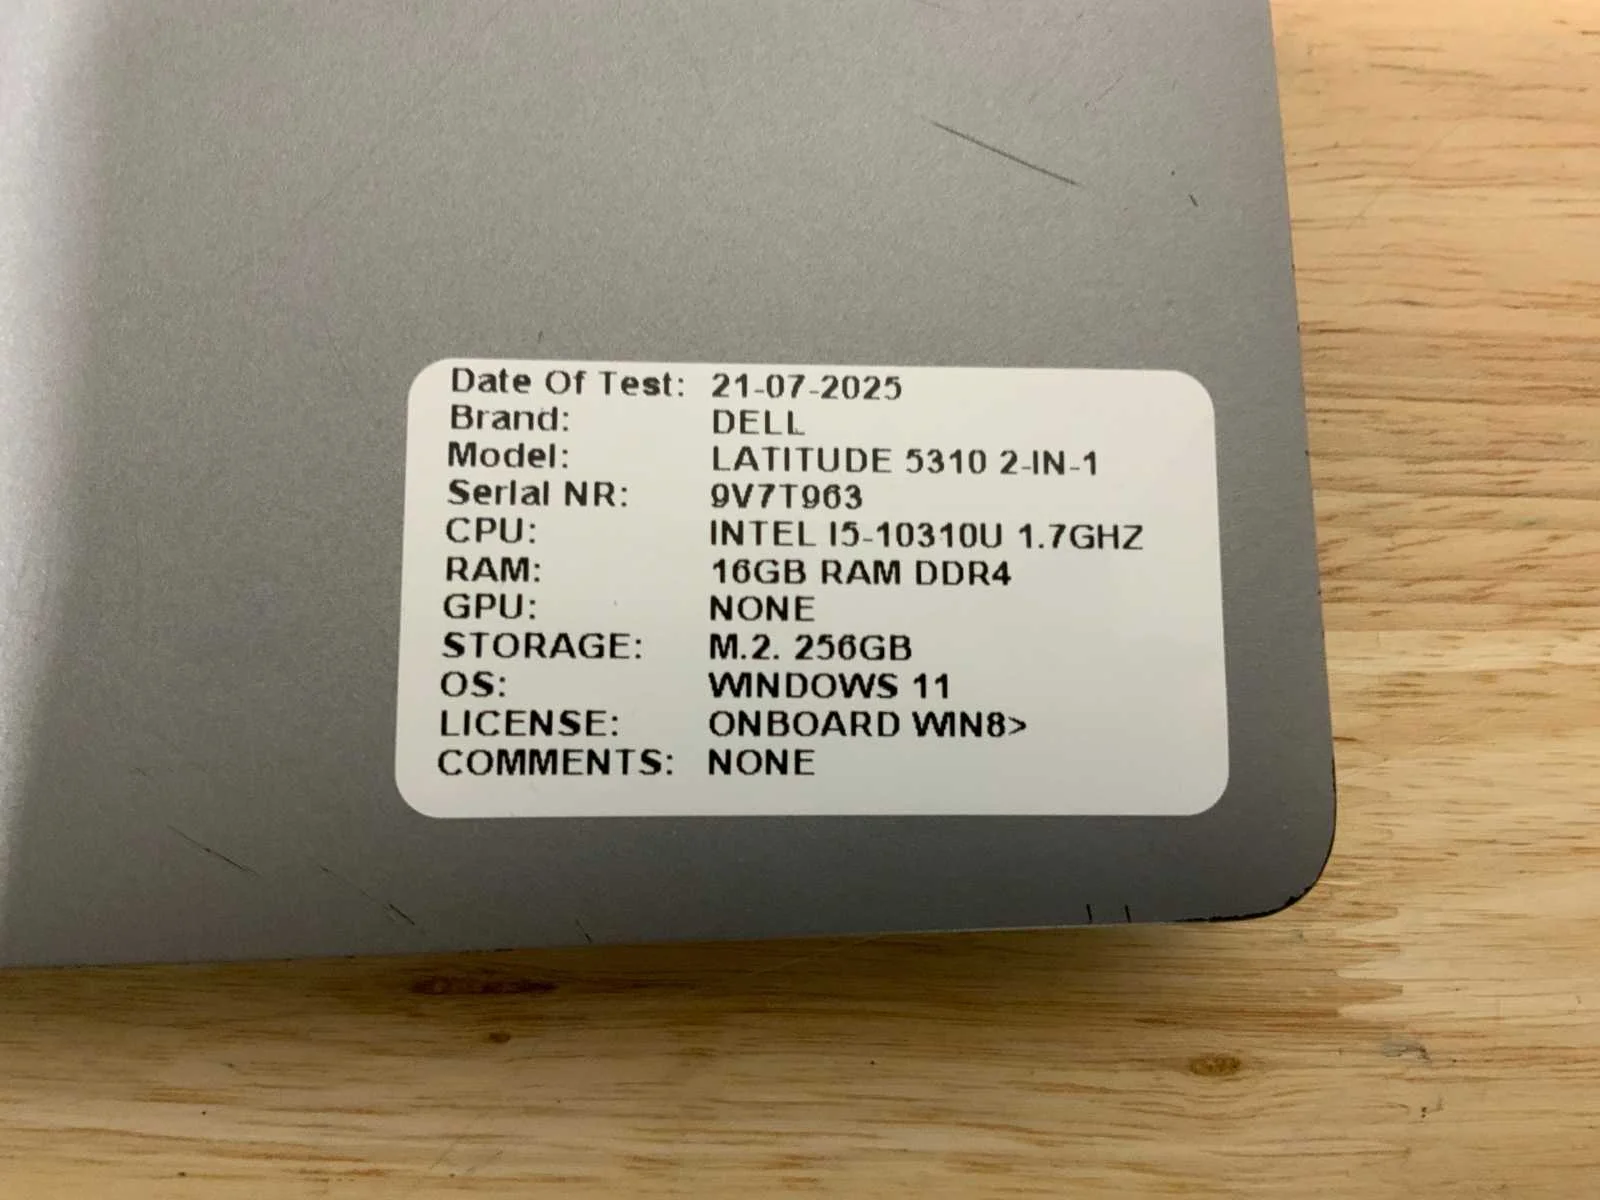 Date Of Test: 21-07-2025
Brand: DELL
Model: LATITUDE 5310 2-IN-1
Serial NR: 9V7T963
CPU: INTEL I5-10310U 1.7GHZ
RAM: 16GB RAM DDR4
GPU: NONE
STORAGE: M.2. 256GB
OS: WINDOWS 11
LICENSE: ONBOARD WIN8>
COMMENTS: NONE